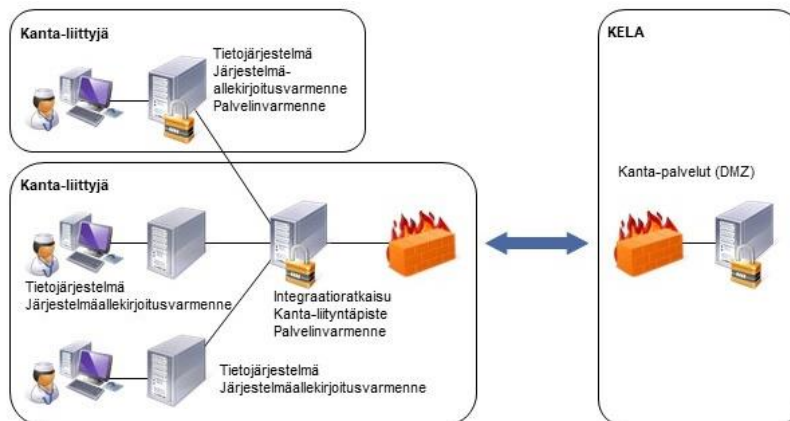 Kanta-liittyjä
Tietojärjestelmä
Järjestelmä-
allekirjoitusvarmenne
Palvelinvarmenne
Kanta-liittyjä
Tietojärjestelmä
Järjestelmäallekirjoitusvarmenne
Integraatioratkaisu
Kanta-liityntäpiste
Palvelinvarmenne
Tietojärjestelmä
Järjestelmäallekirjoitusvarmenne
KELA
Kanta-palvelut (DMZ)